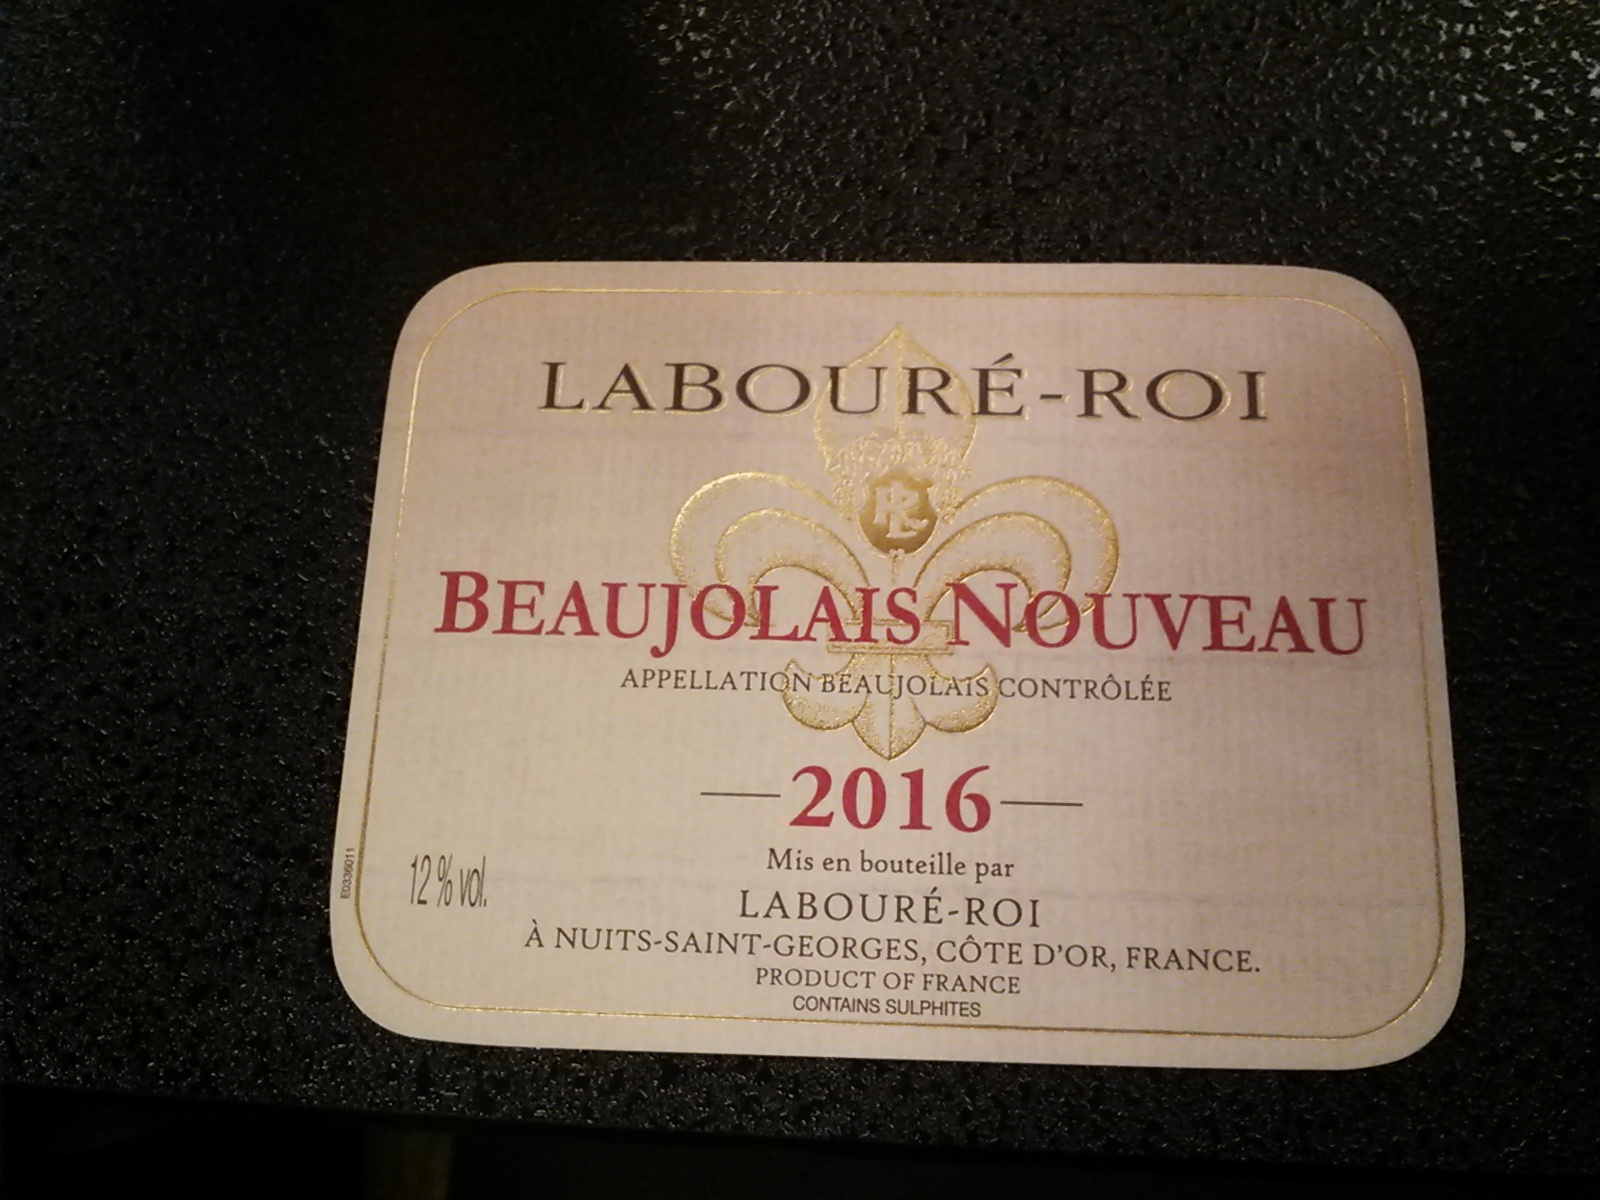 LABOURÉ-ROI
BEAUJOLAIS NOUVEAU
APPELLATION BEAUJOLAIS CONTRÔLÉE
2016
Mis en bouteille par
12 % vol.
LABOURÉ-ROI
À NUITS-SAINT-GEORGES, CÔTE D'OR, FRANCE.
PRODUCT OF FRANCE
CONTAINS SULPHITES
E0336011